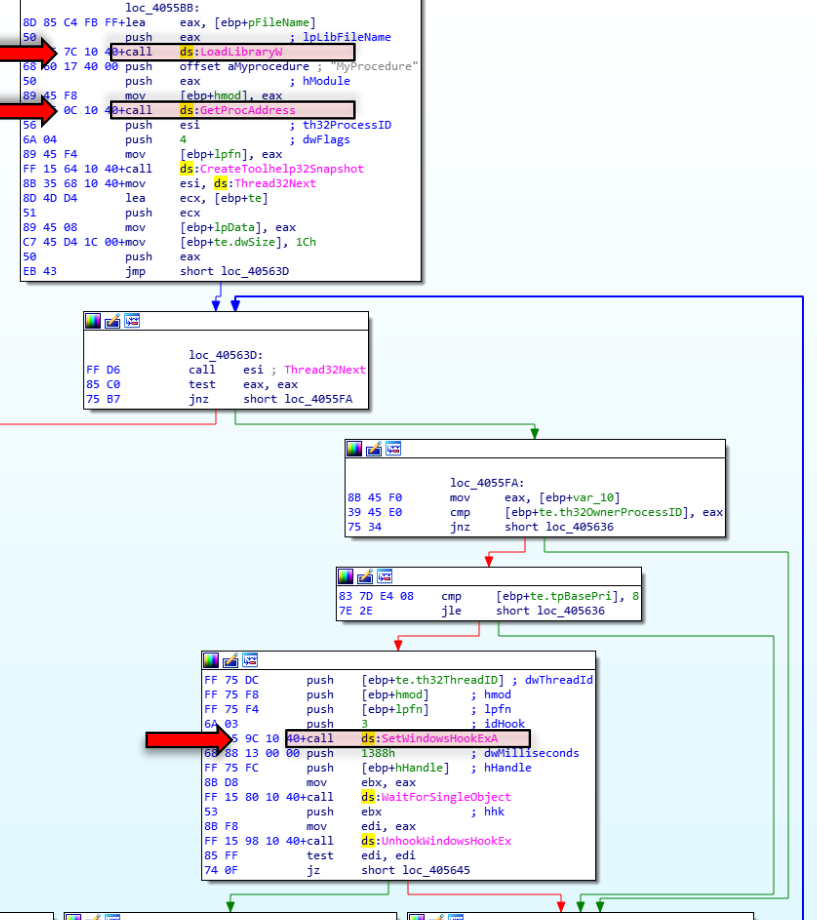 loc_4055BB:
8D 85 C4 FB FF+lea eax, [ebp+pFileName]
50 push eax ; lpLibFileName
7C 10 40+call ds:LoadLibraryW
68 60 17 40 00+push offset aMyprocedure ; "MyProcedure"
50 push eax ; hModule
89 45 F8 mov [ebp+hmod], eax
0C 10 40+call ds:GetProcAddress
56 push esi ; th32ProcessID
6A 04 push 4 ; dwFlags
89 45 F4 mov [ebp+lpfn], eax
FF 15 64 10 40+call ds:CreateToolhelp32Snapshot
8B 35 68 10 40+mov esi, ds:Thread32Next
8D 4D D4 lea ecx, [ebp+te]
51 push ecx
89 45 08 mov [ebp+lpData], eax
C7 45 D4 1C 00+mov [ebp+te.dwSize], 1Ch
50 push eax
EB 43 jmp short loc_40563D
loc_40563D:
FF D6 call esi ; Thread32Next
85 C0 test eax, eax
75 B7 jnz short loc_4055FA
loc_4055FA:
8B 45 F0 mov eax, [ebp+var_10]
39 45 E0 cmp [ebp+te.th32OwnerProcessID], eax
75 34 jnz short loc_405636
83 7D E4 08 cmp [ebp+te.tpBasePri], 8
7E 2E jle short loc_405636
FF 75 DC push [ebp+te.th32ThreadID] ; dwThreadId
FF 75 F8 push [ebp+hmod] ; hmod
FF 75 F4 push [ebp+lpfn] ; lpfn
6A 03 push 3 ; idHook
5 9C 10 40+call ds:SetWindowsHookExA
68 88 13 00 00 push 1388h ; dwMilliseconds
FF 75 FC push [ebp+hHandle] ; hHandle
8B D8 mov ebx, eax
FF 15 80 10 40+call ds:WaitForSingleObject
53 push ebx ; hhk
8B F8 mov edi, eax
FF 15 98 10 40+call ds:UnhookWindowsHookEx
85 FF test edi, edi
74 0F jz short loc_405645